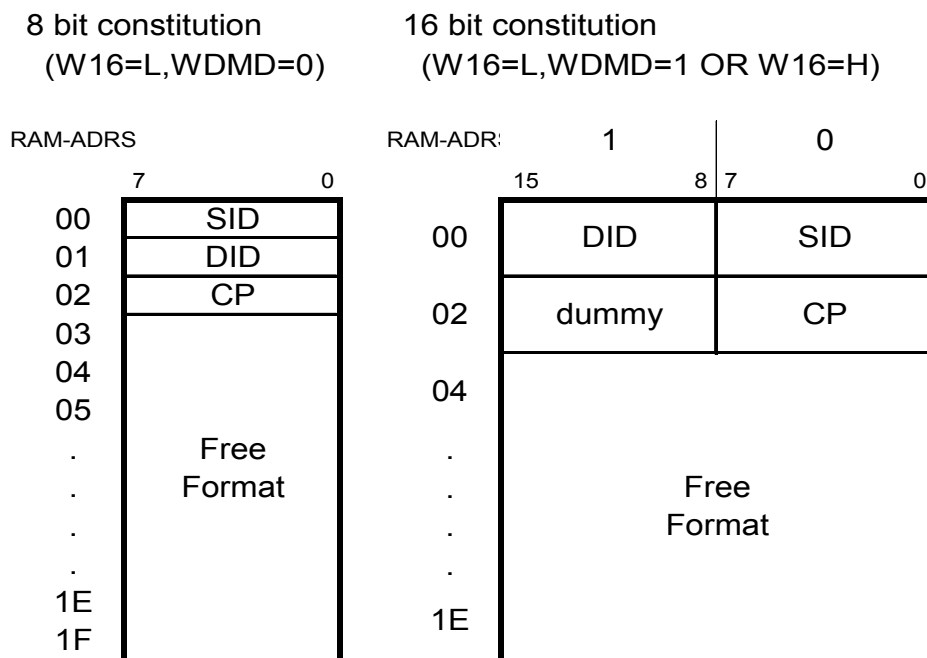 8 bit constitution
(W16=L,WDMD=0)
RAM-ADRS
7 0
00 SID
01 DID
02 CP
03
04
05
. Free
. Format
.
.
1E
1F
16 bit constitution
(W16=L,WDMD=1 OR W16=H)
RAM-ADR: 1 0
15 8 7 0
00 DID SID
02 dummy CP
04
.
. Free
. Format
.
1E